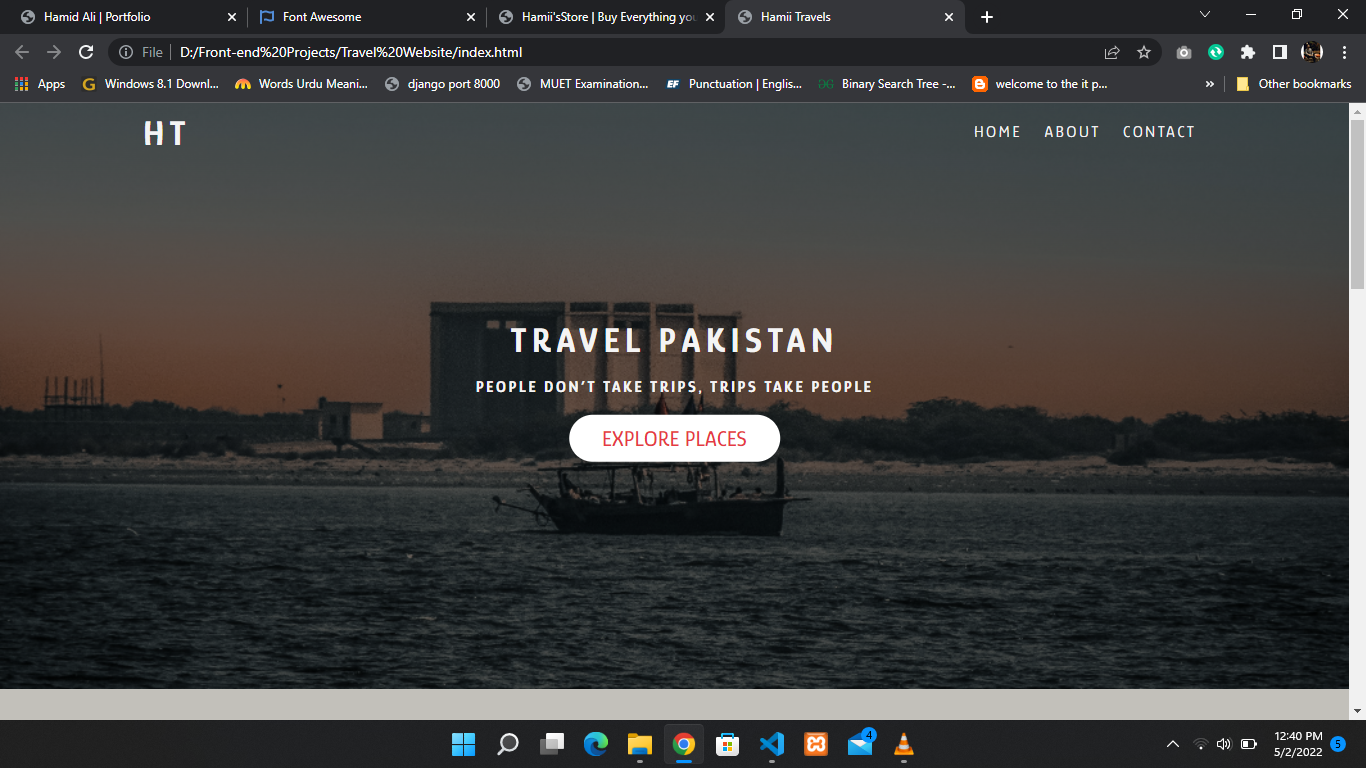 Hamid Ali | Portfolio
Font Awesome
Hamii'sStore | Buy Everything you
Hamii Travels
File
D:/Front-end%20Projects/Travel%20Website/index.html
Apps
Windows 8.1 Downl...
Words Urdu Meani...
django port 8000
MUET Examination...
EF
Punctuation | Englis...
Binary Search Tree -...
welcome to the it p...
»
Other bookmarks
HT
HOME
ABOUT
CONTACT
TRAVEL PAKISTAN
PEOPLE DON'T TAKE TRIPS, TRIPS TAKE PEOPLE
EXPLORE PLACES
4
12:40 PM
5/2/2022
5